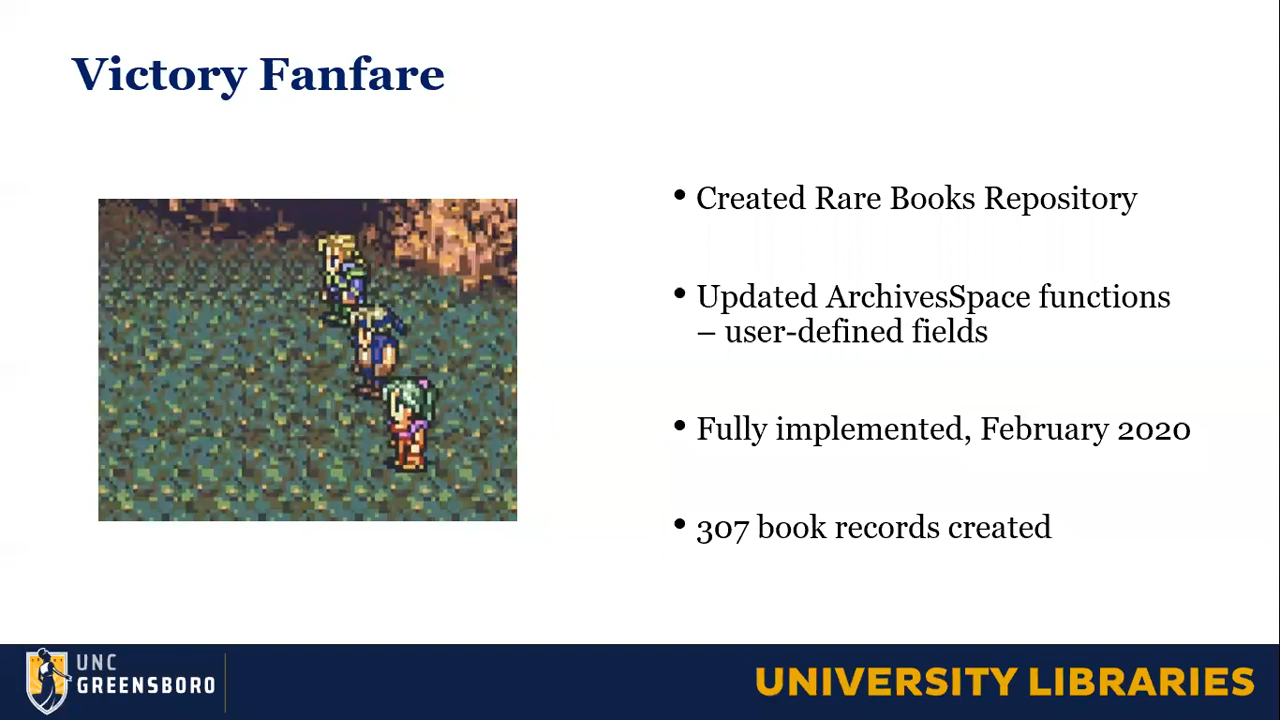 Victory Fanfare
• Created Rare Books Repository
• Updated ArchivesSpace functions
– user-defined fields
• Fully implemented, February 2020
• 307 book records created
UNC
GREENSBORO
UNIVERSITY LIBRARIES